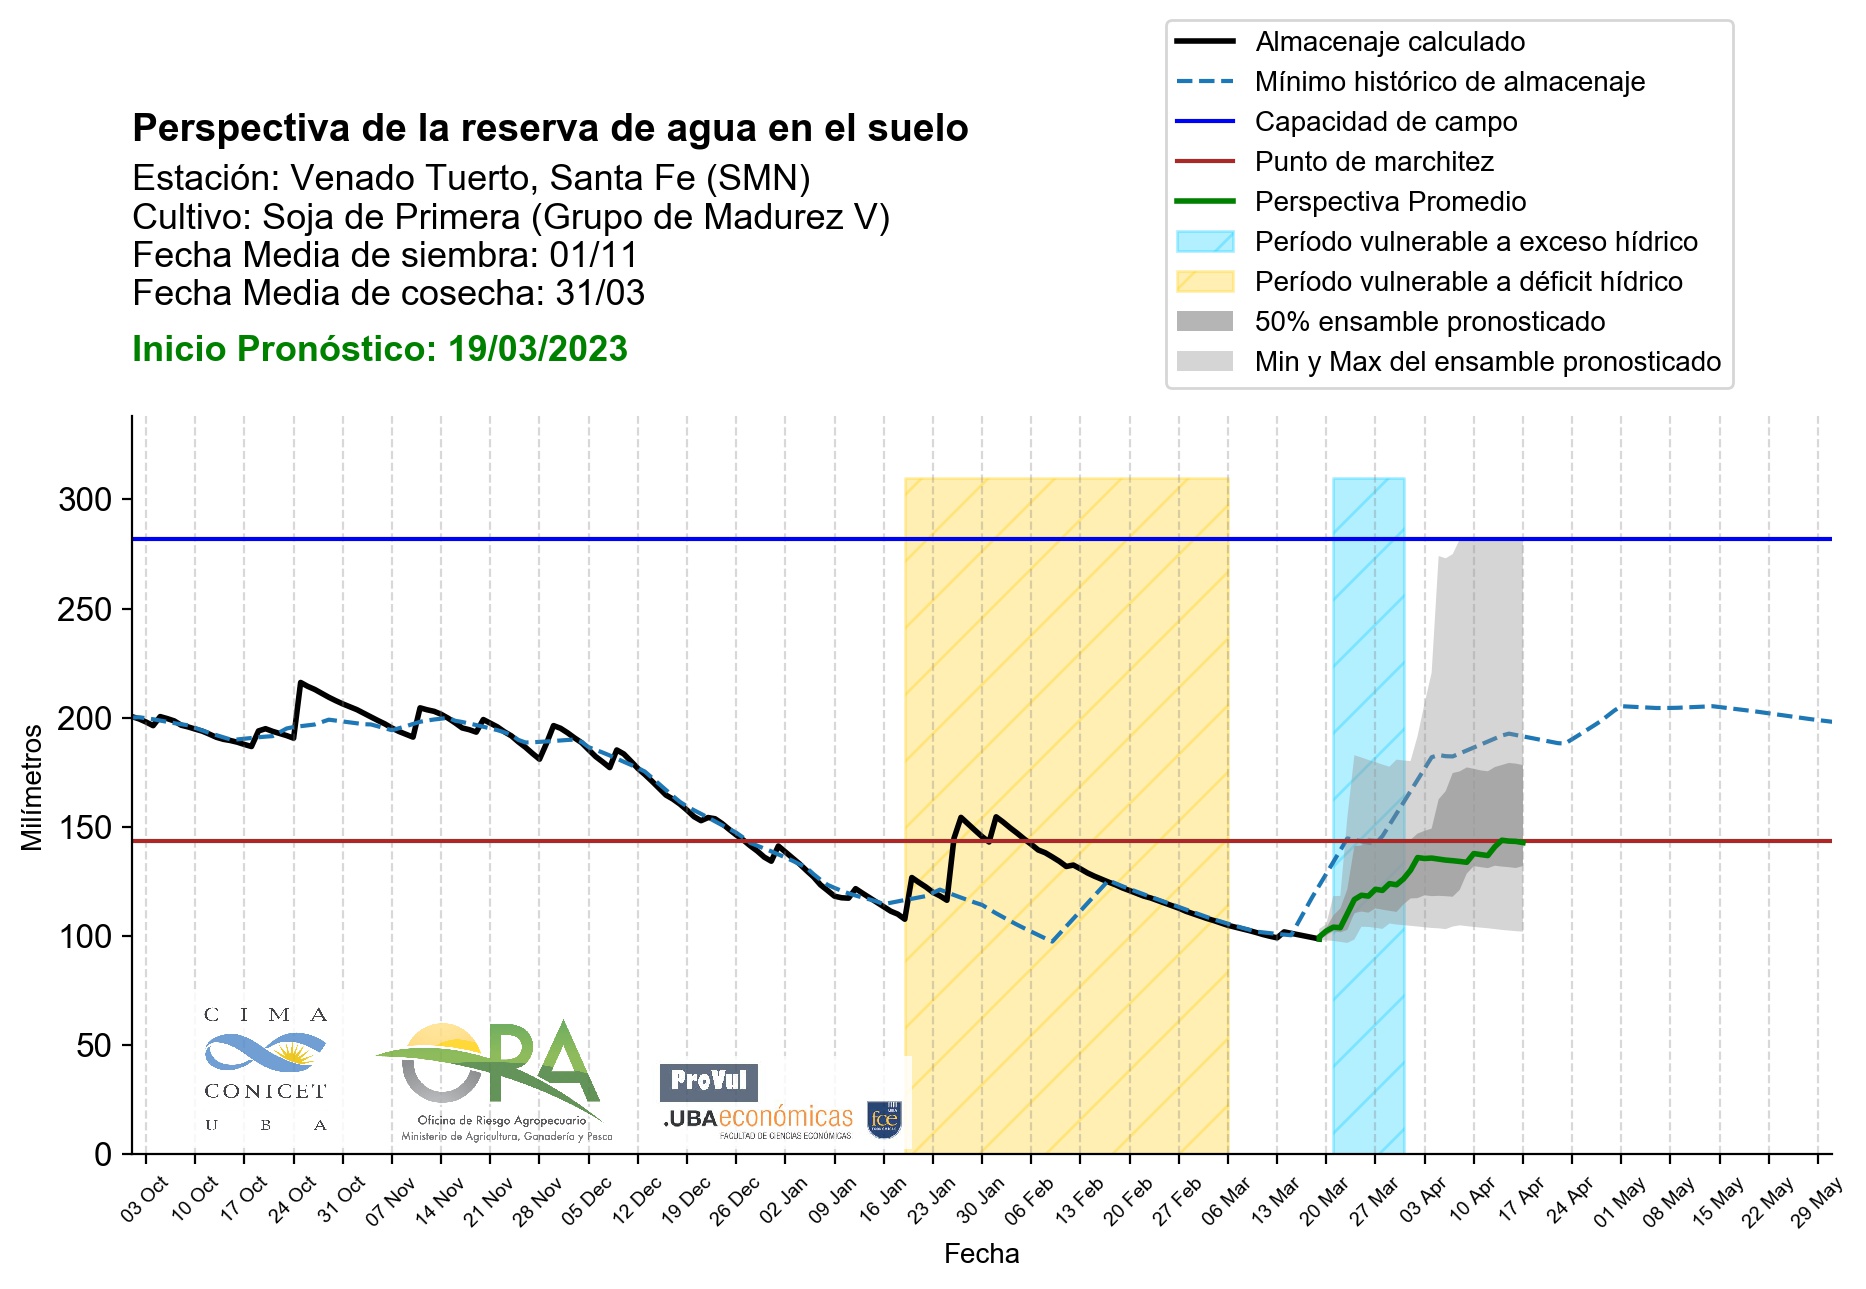 Almacenaje calculado
Mínimo histórico de almacenaje
Capacidad de campo
Punto de marchitez
Perspectiva Promedio
Período vulnerable a exceso hídrico
Período vulnerable a déficit hídrico
50% ensamble pronosticado
Min y Max del ensamble pronosticado
Perspectiva de la reserva de agua en el suelo
Estación: Venado Tuerto, Santa Fe (SMN)
Cultivo: Soja de Primera (Grupo de Madurez V)
Fecha Media de siembra: 01/11
Fecha Media de cosecha: 31/03
Inicio Pronóstico: 19/03/2023
Milímetros
300
250
200
150
100
50
0
CIMA
CONICET
UBA
ORA
Oficina de Riesgo Agropecuario
Ministerio de Agricultura, Ganadería y Pesca
ProVul
.UBAeconómicas
FACULTAD DE CIENCIAS ECONÓMICAS
UBA
fce
03 Oct
10 Oct
17 Oct
24 Oct
31 Oct
07 Nov
14 Nov
21 Nov
28 Nov
05 Dec
12 Dec
19 Dec
26 Dec
02 Jan
09 Jan
16 Jan
23 Jan
30 Jan
06 Feb
13 Feb
20 Feb
27 Feb
06 Mar
13 Mar
20 Mar
27 Mar
03 Apr
10 Apr
17 Apr
24 Apr
01 May
08 May
15 May
22 May
29 May
Fecha